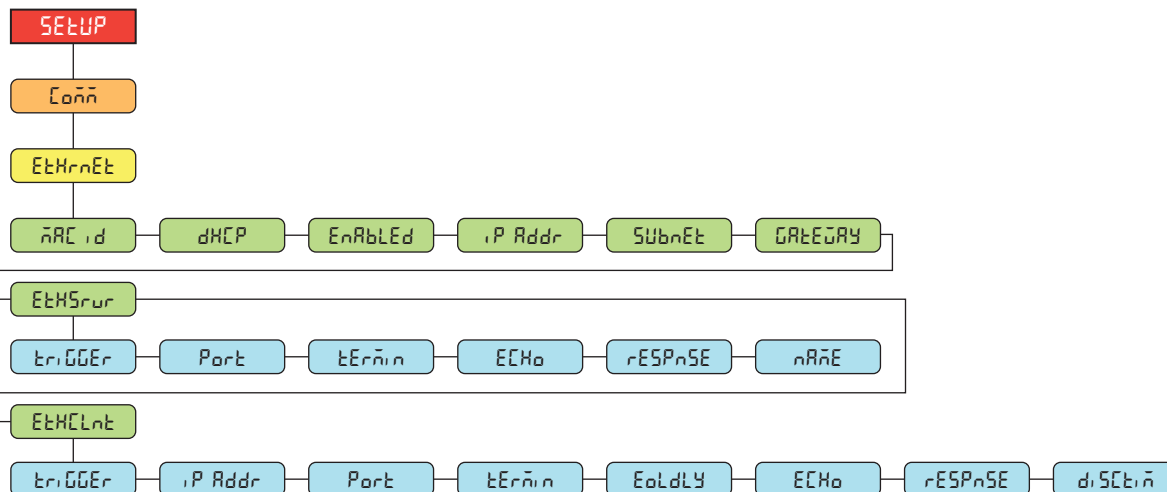 SEtUP
Comm
EtHrnEt
mAC id
dHCP
EnAbLEd
iP Addr
SUbnEt
GAtEWAY
EtHSrvr
triGGEr
Port
tErmin
ECHo
rESPnSE
nAmE
EtHCLnt
triGGEr
iP Addr
Port
tErmin
EoLdLY
ECHo
rESPnSE
diSCtim